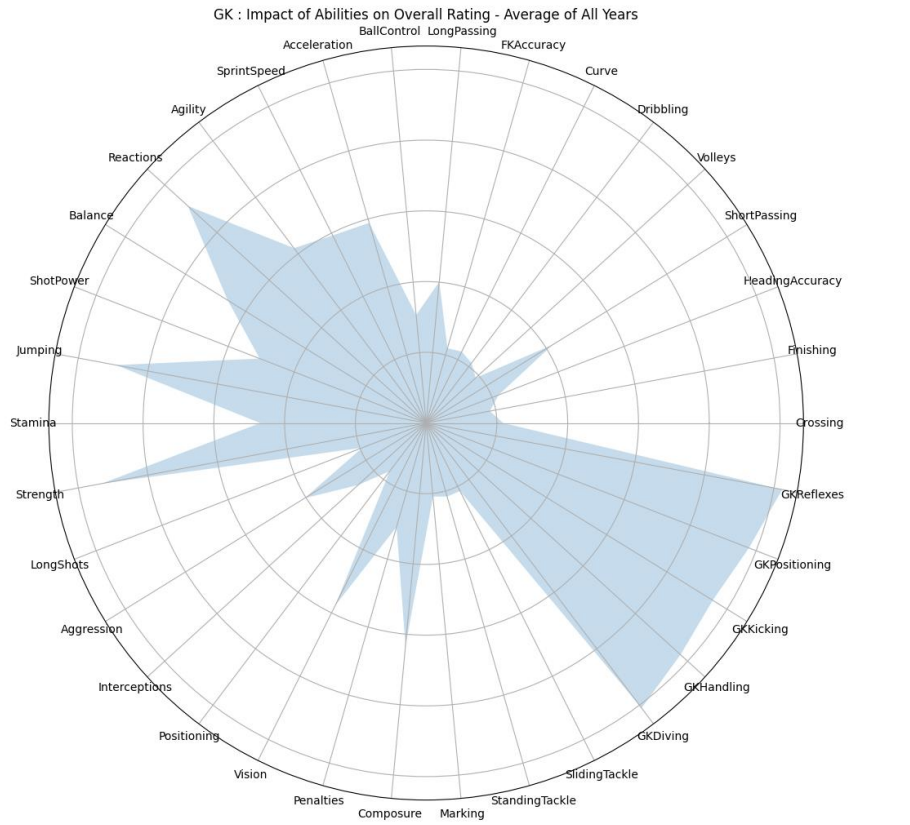 GK : Impact of Abilities on Overall Rating - Average of All Years
BallControl
LongPassing
Acceleration
FKAccuracy
SprintSpeed
Curve
Agility
Dribbling
Reactions
Volleys
Balance
ShortPassing
ShotPower
HeadingAccuracy
Jumping
Finishing
Stamina
Crossing
Strength
GKReflexes
LongShots
GKPositioning
Aggression
GKKicking
Interceptions
GKHandling
Positioning
GKDiving
Vision
SlidingTackle
Penalties
StandingTackle
Composure
Marking